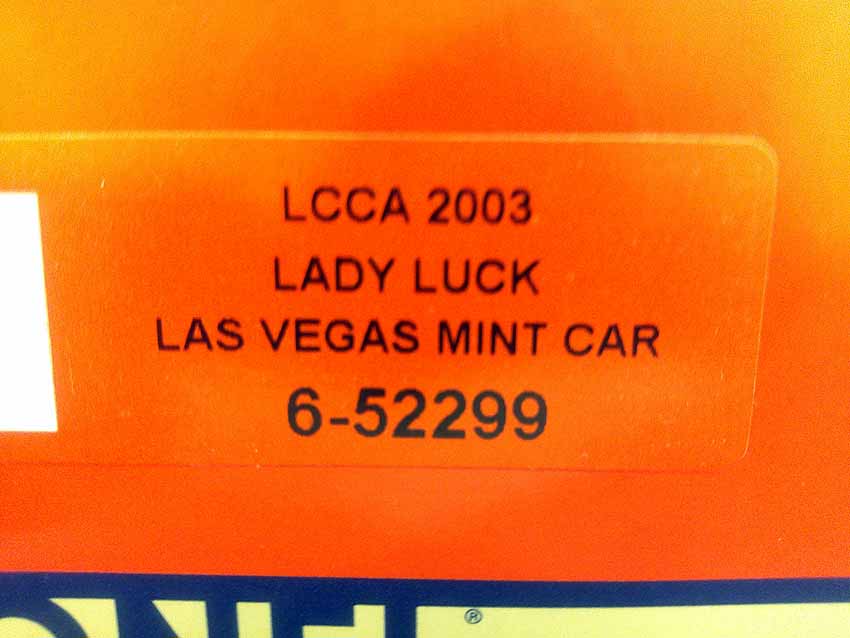 LCCA 2003
LADY LUCK
LAS VEGAS MINT CAR
6-52299
®